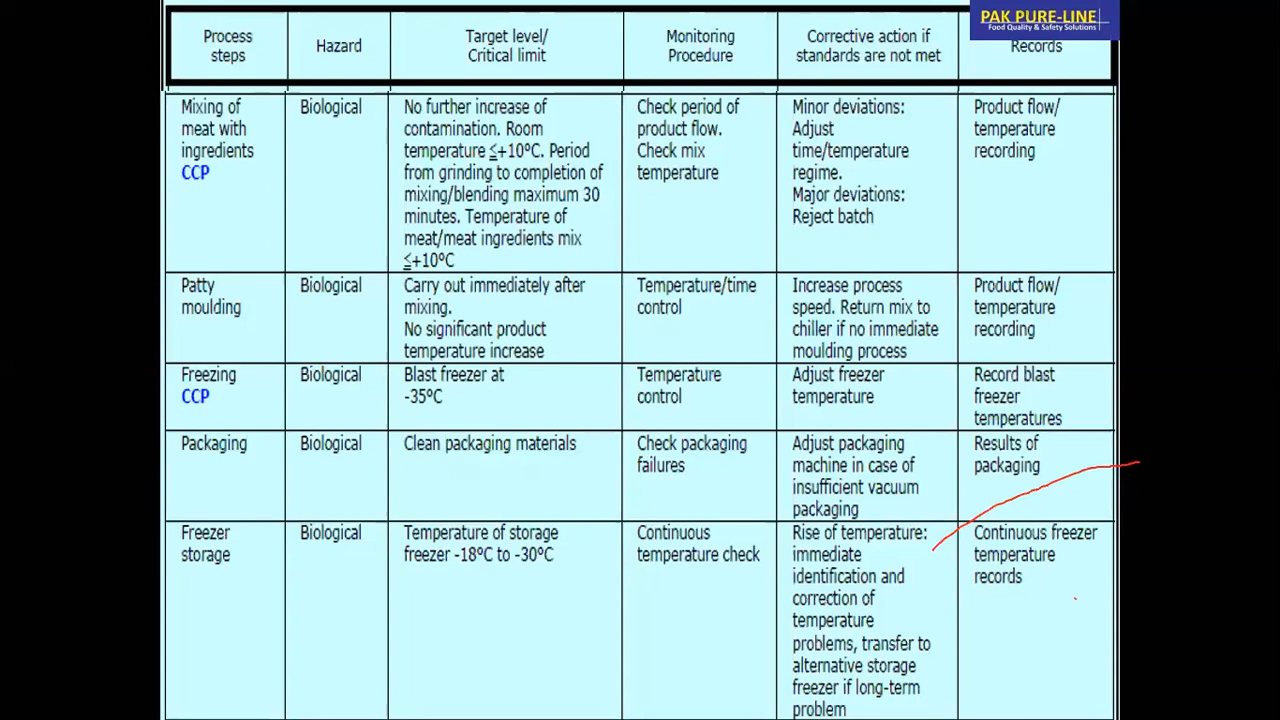 PAK PURE-LINE
Food Quality & Safety Solutions
Process
steps
Hazard
Target level/
Critical limit
Monitoring
Procedure
Corrective action if
standards are not met
Records
Mixing of
meat with
ingredients
CCP
Biological
No further increase of
contamination. Room
temperature ≤+10ºC. Period
from grinding to completion of
mixing/blending maximum 30
minutes. Temperature of
meat/meat ingredients mix
≤+10ºC
Check period of
product flow.
Check mix
temperature
Minor deviations:
Adjust
time/temperature
regime.
Major deviations:
Reject batch
Product flow/
temperature
recording
Patty
moulding
Biological
Carry out immediately after
mixing.
No significant product
temperature increase
Temperature/time
control
Increase process
speed. Return mix to
chiller if no immediate
moulding process
Product flow/
temperature
recording
Freezing
CCP
Biological
Blast freezer at
-35ºC
Temperature
control
Adjust freezer
temperature
Record blast
freezer
temperatures
Packaging
Biological
Clean packaging materials
Check packaging
failures
Adjust packaging
machine in case of
insufficient vacuum
packaging
Results of
packaging
Freezer
storage
Biological
Temperature of storage
freezer -18ºC to -30ºC
Continuous
temperature check
Rise of temperature:
immediate
identification and
correction of
temperature
problems, transfer to
alternative storage
freezer if long-term
problem
Continuous freezer
temperature
records